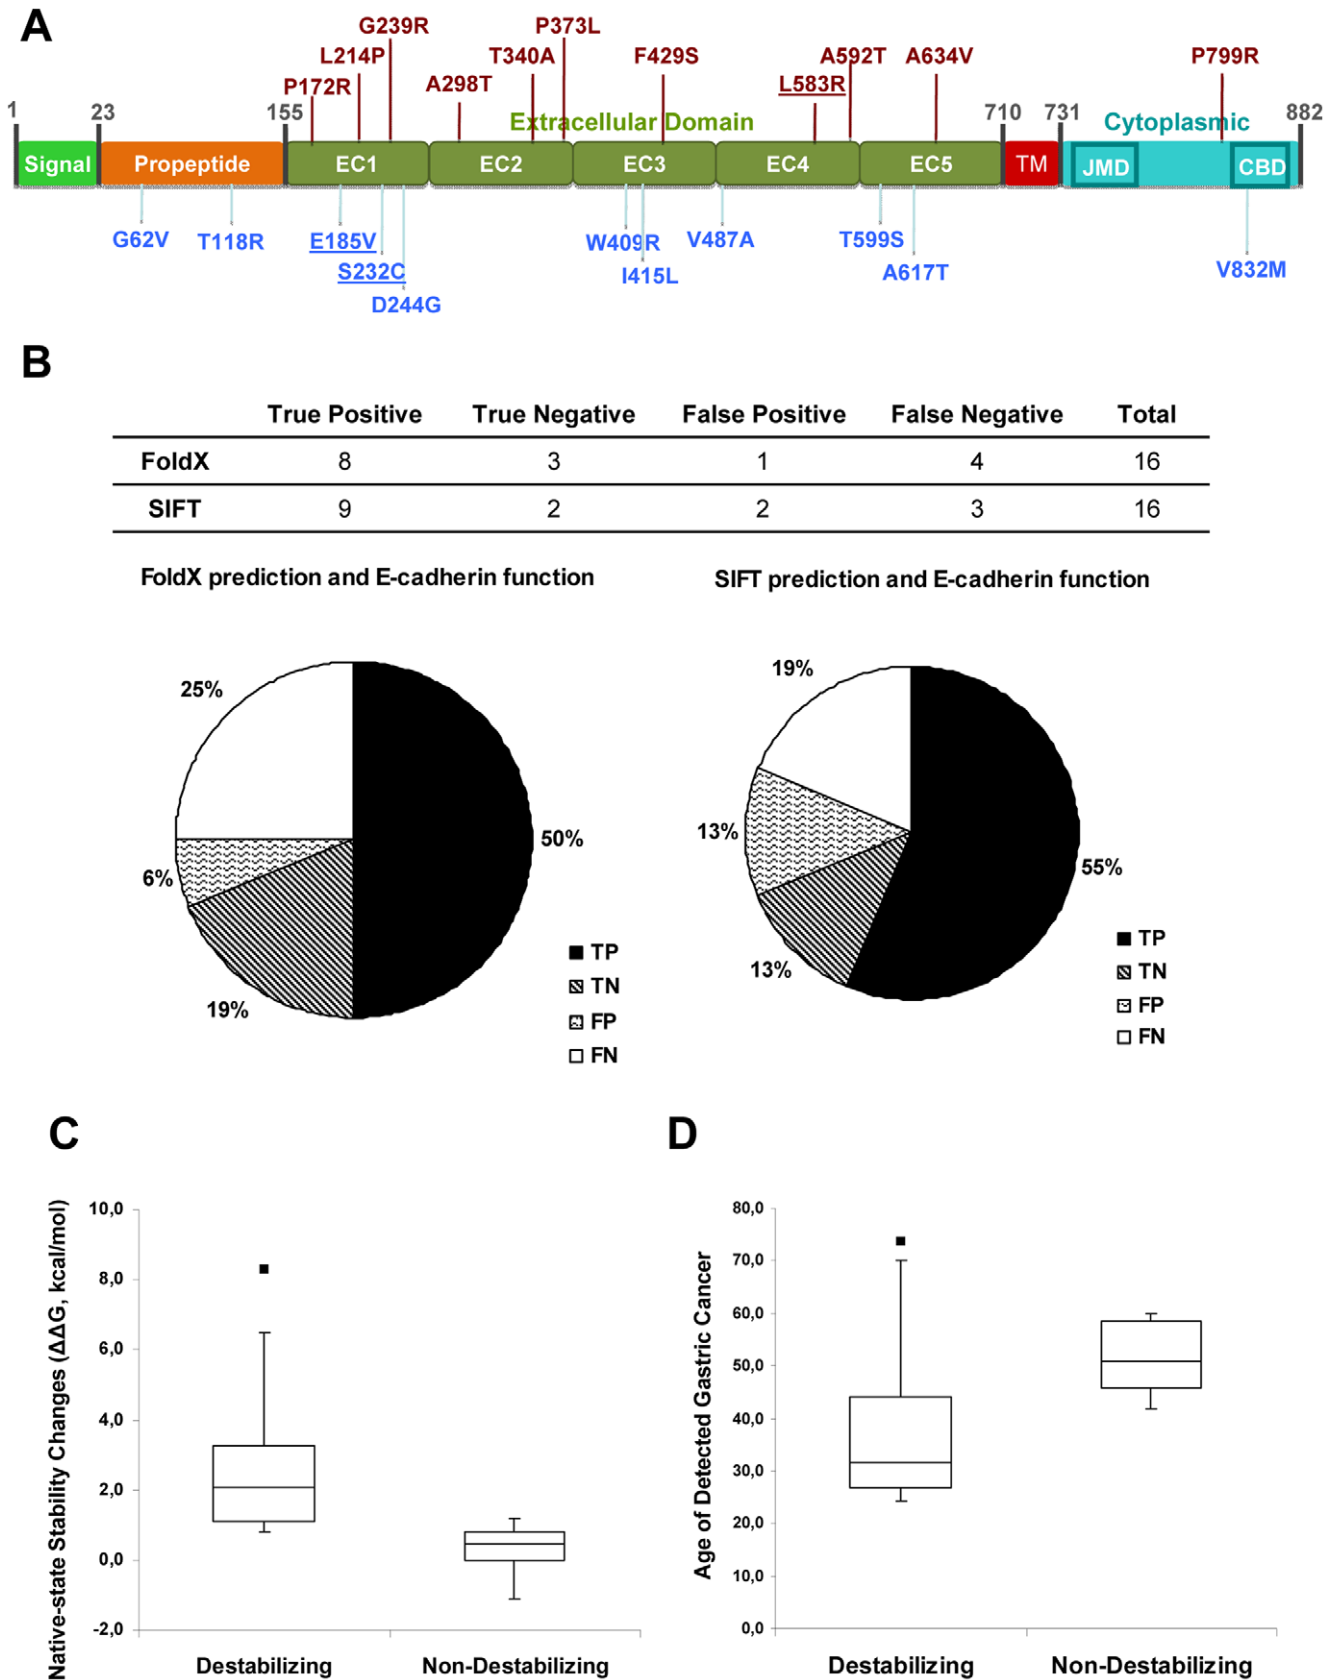 A
G239R P373L
L214P T340A F429S A592T A634V P799R
P172R A298T L583R
1 23 155 Extracellular Domain 710 731 Cytoplasmic 882
Signal Propeptide EC1 EC2 EC3 EC4 EC5 TM JMD CBD
G62V T118R E185V W409R V487A T599S
S232C I415L A617T V832M
D244G
B
True Positive True Negative False Positive False Negative Total
FoldX 8 3 1 4 16
SIFT 9 2 2 3 16
FoldX prediction and E-cadherin function
25%
50%
6%
19%
TP
TN
FP
FN
SIFT prediction and E-cadherin function
19%
13%
55%
13%
TP
TN
FP
FN
C
Native-state Stability Changes (ΔΔG, kcal/mol)
10,0
8,0
6,0
4,0
2,0
0,0
-2,0
Destabilizing Non-Destabilizing
D
Age of Detected Gastric Cancer
80,0
70,0
60,0
50,0
40,0
30,0
20,0
10,0
0,0
Destabilizing Non-Destabilizing